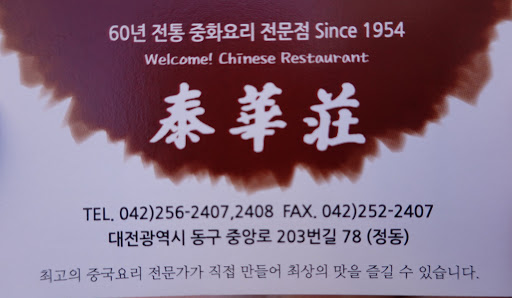 60년 전통 중화요리 전문점 Since 1954
Welcome! Chinese Restaurant
泰華莊
TEL. 042)256-2407,2408 FAX. 042)252-2407
대전광역시 동구 중앙로 203번길 78 (정동)
최고의 중국요리 전문가가 직접 만들어 최상의 맛을 즐길 수 있습니다.